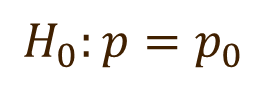 H₀: p = p₀